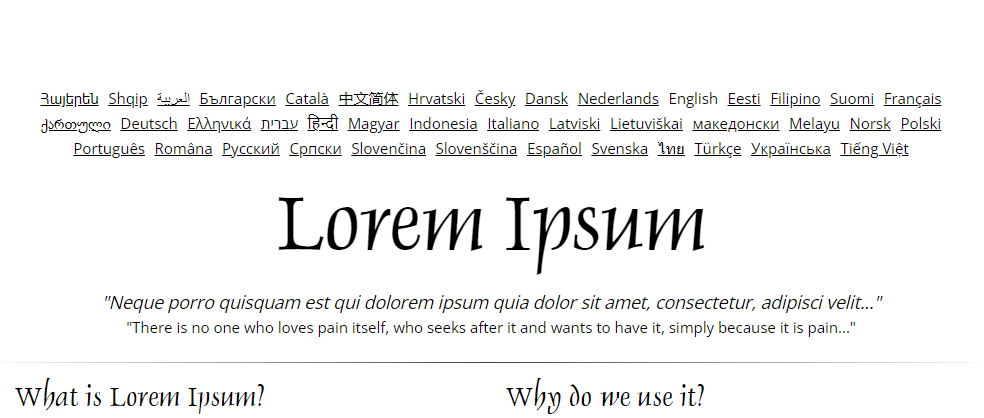 Հայերեն Shqip العربية Български Català 中文简体 Hrvatski Česky Dansk Nederlands English Eesti Filipino Suomi Français
ქართული Deutsch Ελληνικά עברית हिन्दी Magyar Indonesia Italiano Latviski Lietuviškai македонски Melayu Norsk Polski
Português Româna Pyccкий Српски Slovenčina Slovenščina Español Svenska ไทย Türkçe Українська Tiếng Việt
Lorem Ipsum
"Neque porro quisquam est qui dolorem ipsum quia dolor sit amet, consectetur, adipisci velit..."
"There is no one who loves pain itself, who seeks after it and wants to have it, simply because it is pain..."
What is Lorem Ipsum?
Why do we use it?